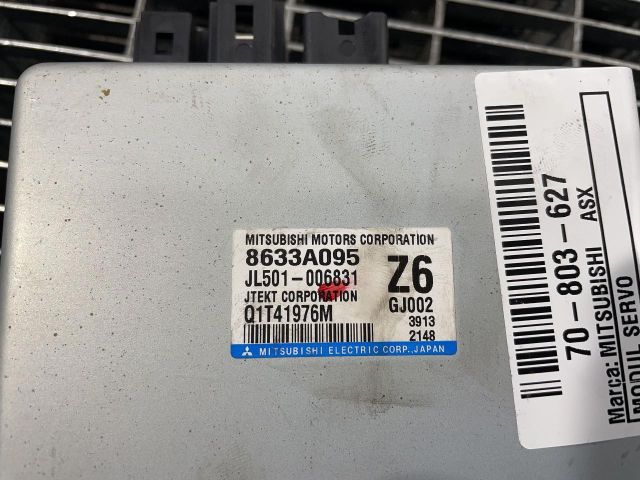 MITSUBISHI MOTORS CORPORATION
8633A095
JL501-006831
Z6
JTEKT CORPORATION
GJ002
Q1T41976M
3913
2148
MITSUBISHI ELECTRIC CORP., JAPAN
70-803-627
Marca: MITSUBISHI ASX
MODUL SERVO